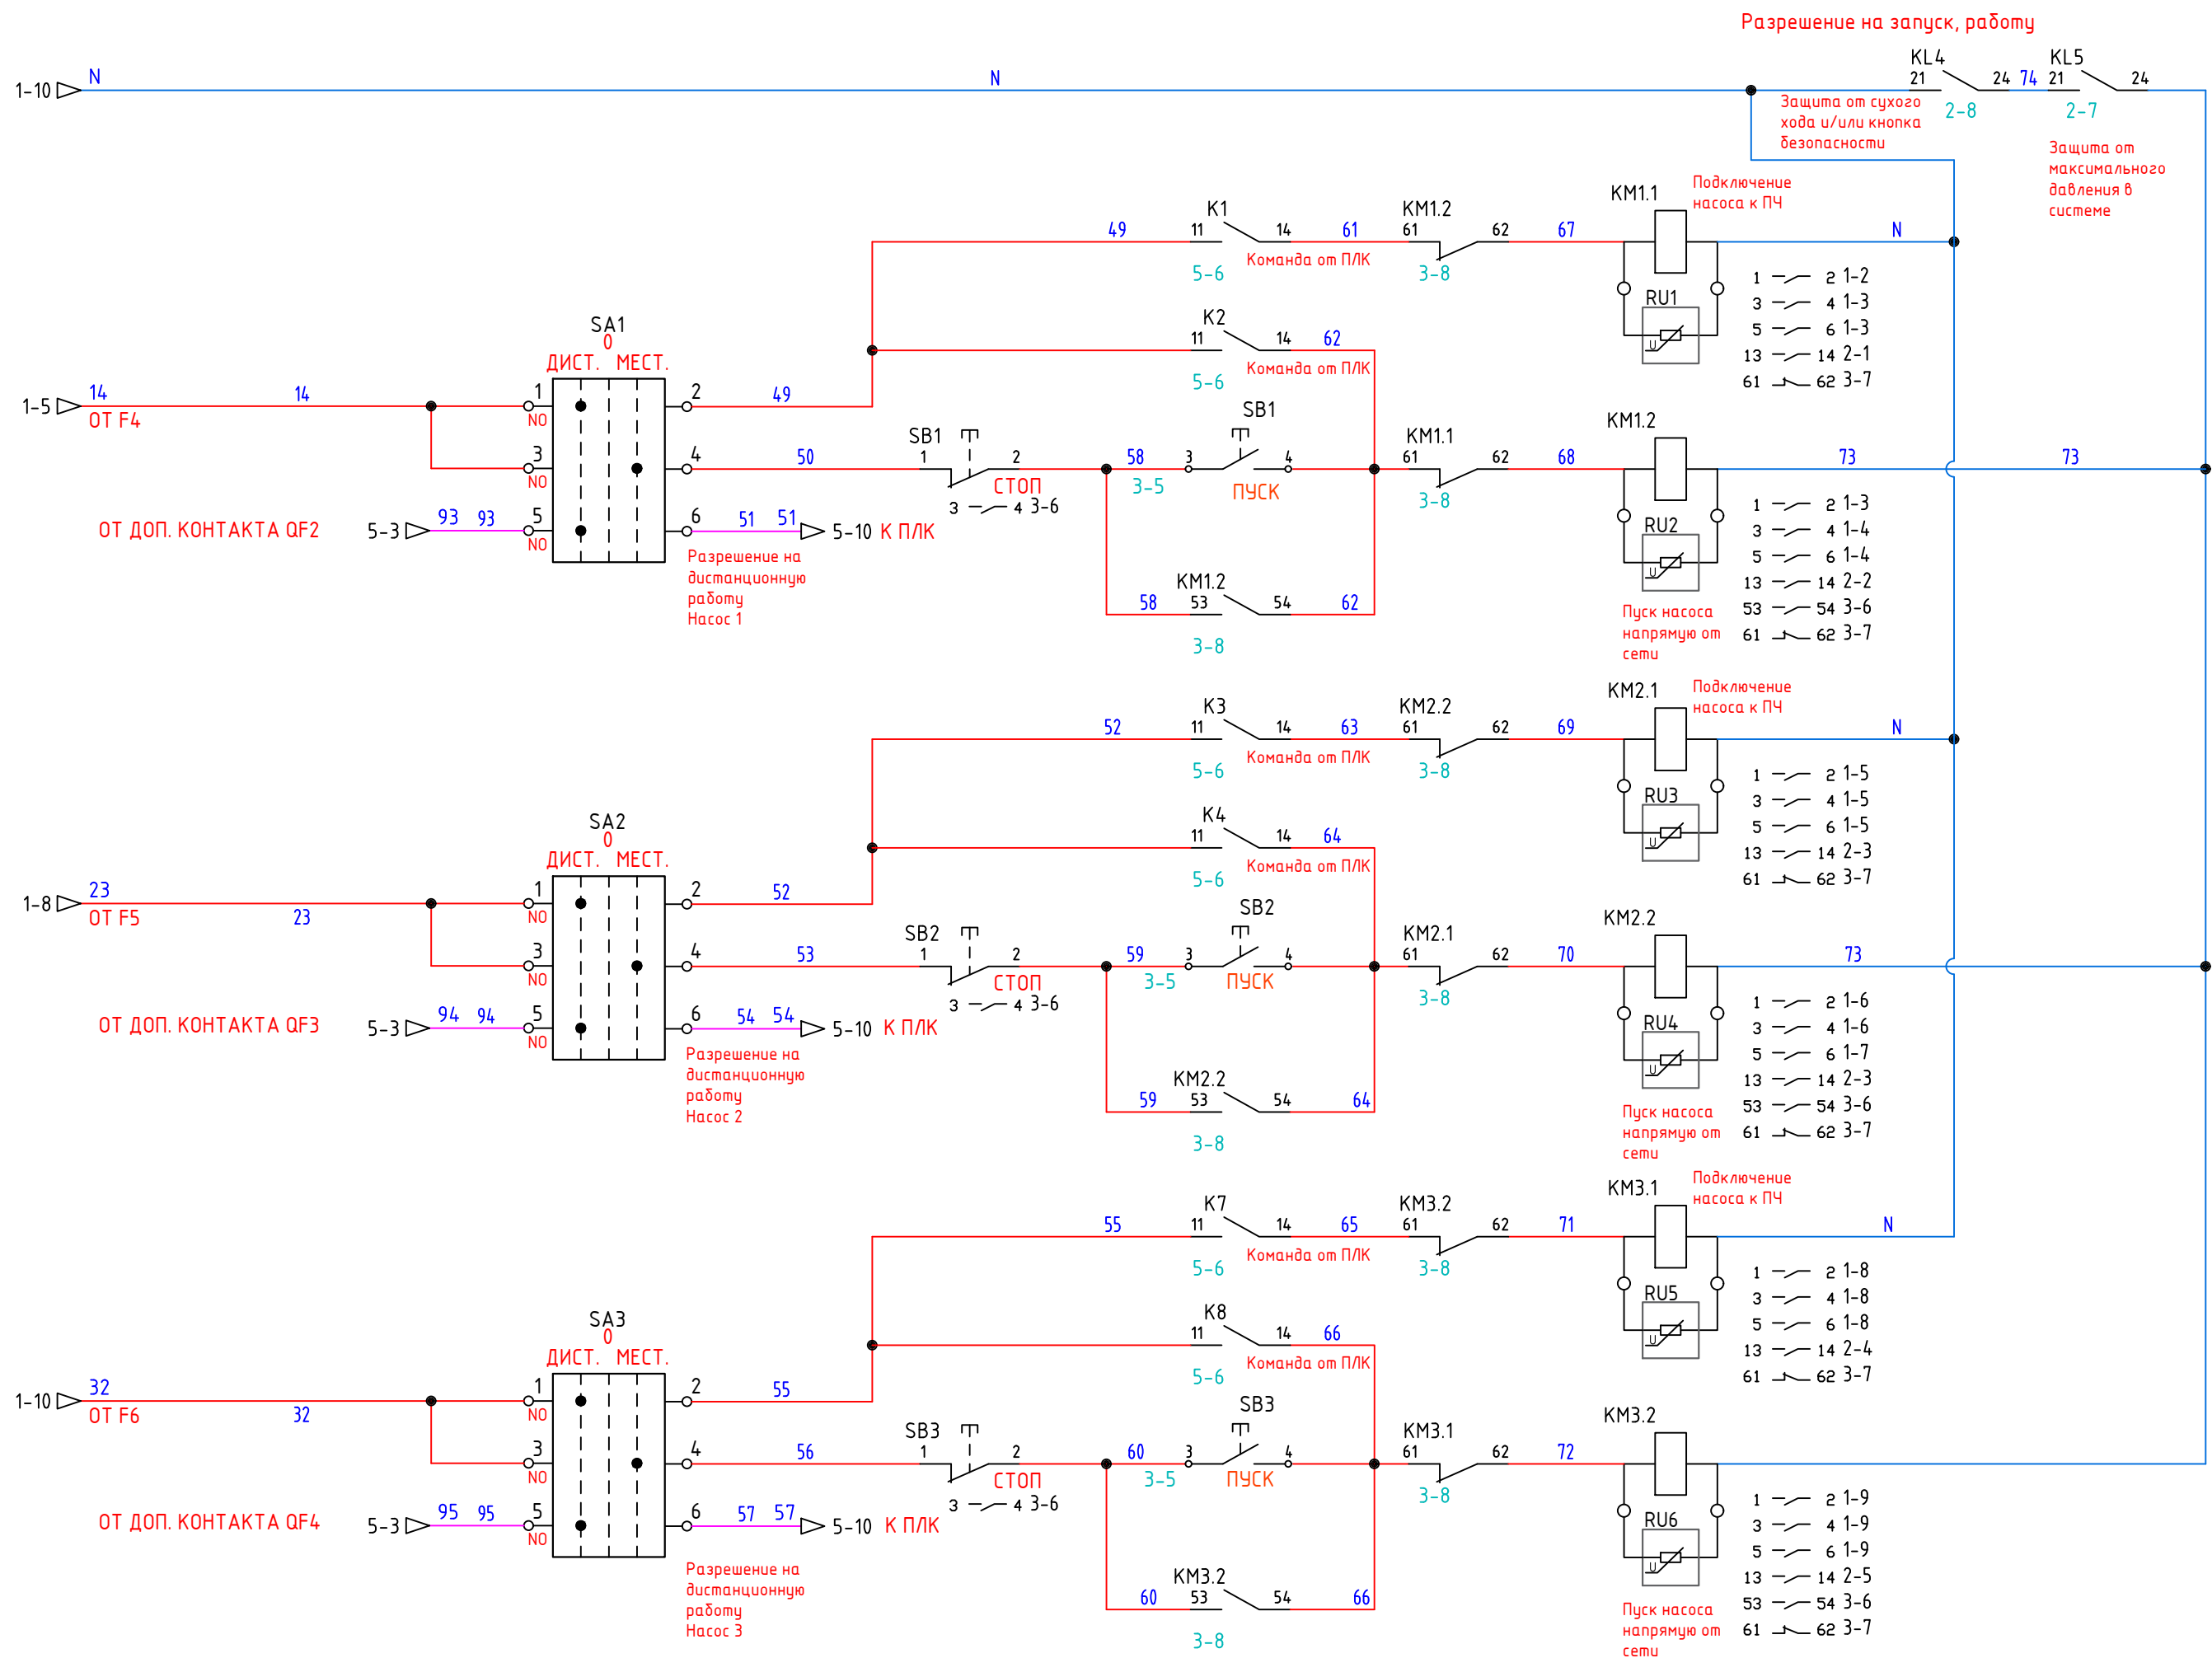 Разрешение на запуск, работу
1-10 N N
KL4 KL5
21 24 74 21 24
2-8 2-7
Защита от сухого
хода и/или кнопка
безопасности
Защита от
максимального
давления в
системе
K1 KM1.2 KM1.1
Подключение
насоса к ПЧ
49 11 14 61 61 62 67 N
5-6 Команда от ПЛК 3-8
RU1
U
1 2 1-2
3 4 1-3
5 6 1-3
13 14 2-1
61 62 3-7
K2
11 14 62
Команда от ПЛК
5-6
SA1
0
ДИСТ. МЕСТ.
1-5 14 14 1 2 49
ОТ F4 NO
3 4 50
NO
SB1
1 2
СТОП
3 4 3-6
SB1
58 3 4
3-5 ПУСК
KM1.1
61 62 68
3-8
KM1.2
73 73
RU2
U
1 2 1-3
3 4 1-4
5 6 1-4
13 14 2-2
53 54 3-6
61 62 3-7
Пуск насоса
напрямую от
сети
ОТ ДОП. КОНТАКТА QF2 5-3 93 93 5 6 51 51 5-10 К ПЛК
NO
Разрешение на
дистанционную
работу
Насос 1
KM1.2
58 53 54 62
3-8
K3 KM2.2 KM2.1
Подключение
насоса к ПЧ
52 11 14 63 61 62 69 N
5-6 Команда от ПЛК 3-8
RU3
U
1 2 1-5
3 4 1-5
5 6 1-5
13 14 2-3
61 62 3-7
K4
11 14 64
Команда от ПЛК
5-6
SA2
0
ДИСТ. МЕСТ.
1-8 23 23 1 2 52
ОТ F5 NO
3 4 53
NO
SB2
1 2
СТОП
3 4 3-6
SB2
59 3 4
3-5 ПУСК
KM2.1
61 62 70
3-8
KM2.2
73
RU4
U
1 2 1-6
3 4 1-6
5 6 1-7
13 14 2-3
53 54 3-6
61 62 3-7
Пуск насоса
напрямую от
сети
ОТ ДОП. КОНТАКТА QF3 5-3 94 94 5 6 54 54 5-10 К ПЛК
NO
Разрешение на
дистанционную
работу
Насос 2
KM2.2
59 53 54 64
3-8
K7 KM3.2 KM3.1
Подключение
насоса к ПЧ
55 11 14 65 61 62 71 N
5-6 Команда от ПЛК 3-8
RU5
U
1 2 1-8
3 4 1-8
5 6 1-8
13 14 2-4
61 62 3-7
K8
11 14 66
Команда от ПЛК
5-6
SA3
0
ДИСТ. МЕСТ.
1-10 32 32 1 2 55
ОТ F6 NO
3 4 56
NO
SB3
1 2
СТОП
3 4 3-6
SB3
60 3 4
3-5 ПУСК
KM3.1
61 62 72
3-8
KM3.2
RU6
U
1 2 1-9
3 4 1-9
5 6 1-9
13 14 2-5
53 54 3-6
61 62 3-7
Пуск насоса
напрямую от
сети
ОТ ДОП. КОНТАКТА QF4 5-3 95 95 5 6 57 57 5-10 К ПЛК
NO
Разрешение на
дистанционную
работу
Насос 3
KM3.2
60 53 54 66
3-8